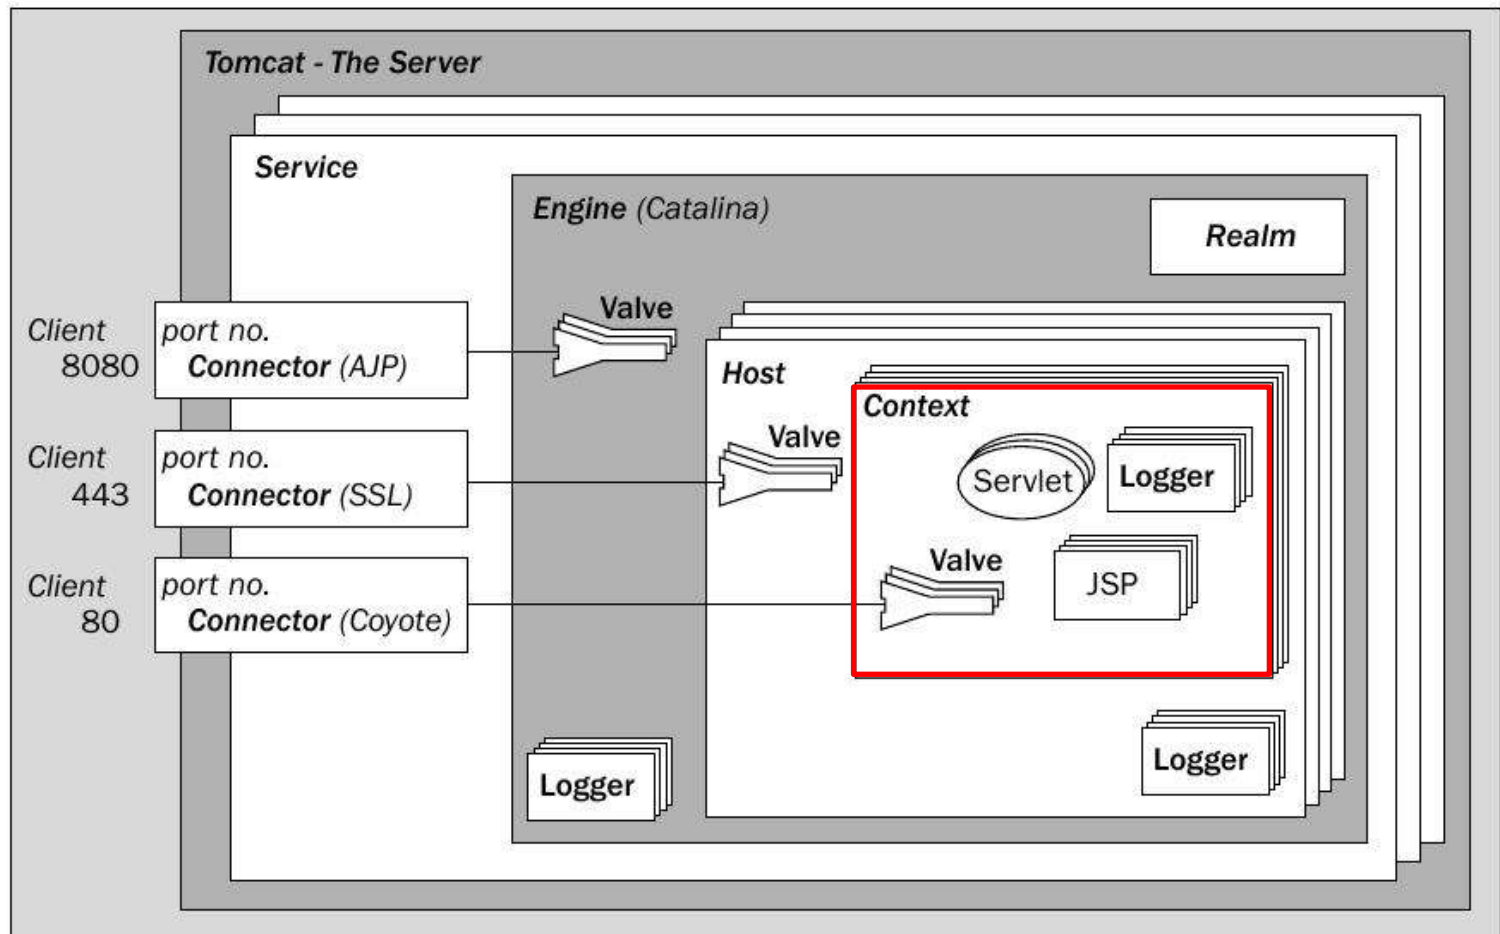 Tomcat - The Server
Service
Engine (Catalina)
Realm
Valve
Client
8080
port no.
Connector (AJP)
Host
Context
Valve
Servlet
Logger
Client
443
port no.
Connector (SSL)
Valve
JSP
Client
80
port no.
Connector (Coyote)
Logger
Logger